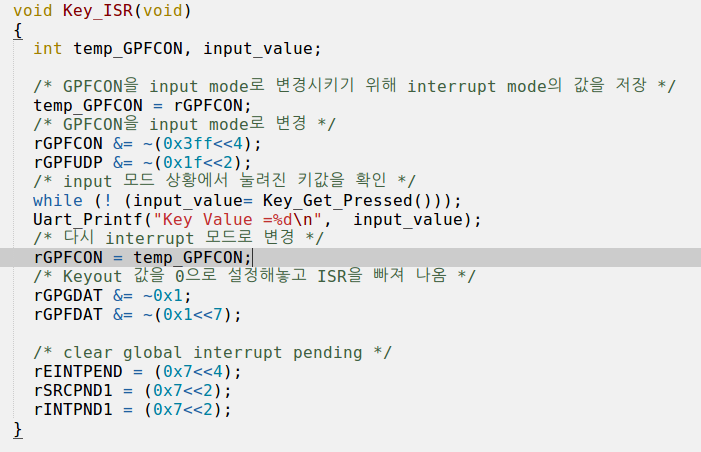 void Key_ISR(void)
{
int temp_GPFCON, input_value;
/* GPFCON을 input mode로 변경시키기 위해 interrupt mode의 값을 저장 */
temp_GPFCON = rGPFCON;
/* GPFCON을 input mode로 변경 */
rGPFCON &= ~(0x3ff<<4);
rGPFUDP &= ~(0x1f<<2);
/* input 모드 상황에서 눌려진 키값을 확인 */
while (! (input_value= Key_Get_Pressed()));
Uart_Printf("Key Value =%d\n",  input_value);
/* 다시 interrupt 모드로 변경 */
rGPFCON = temp_GPFCON;
/* Keyout 값을 0으로 설정해놓고 ISR을 빠져 나옴 */
rGPGDAT &= ~0x1;
rGPFDAT &= ~(0x1<<7);
/* clear global interrupt pending */
rEINTPEND = (0x7<<4);
rSRCPND1 = (0x7<<2);
rINTPND1 = (0x7<<2);
}